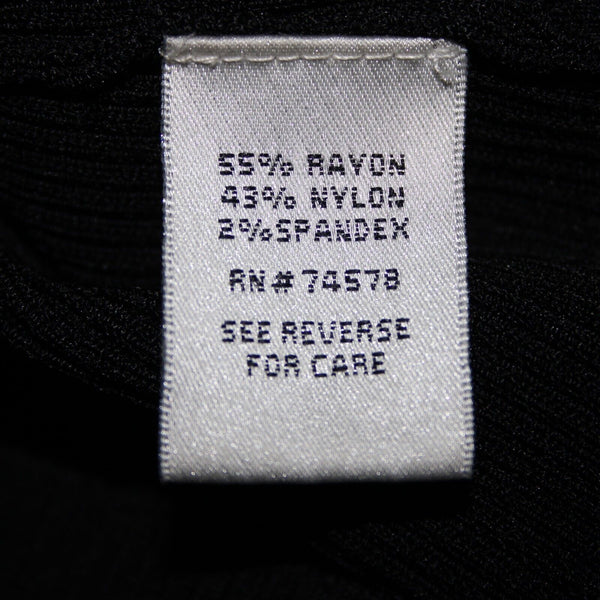 55% RAYON
43% NYLON
2%SPANDEX
RN# 74578
SEE REVERSE
FOR CARE